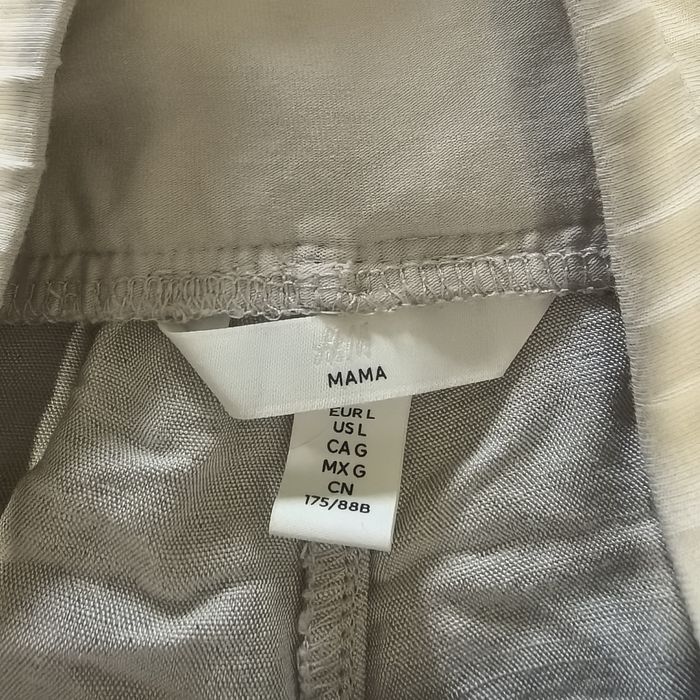 MAMA
EUR L
US L
CA G
MX G
CN
175/88B